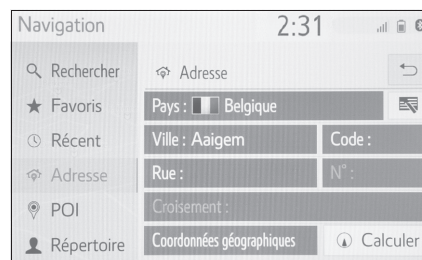 Navigation 2:31
Rechercher
Favoris
Récent
Adresse
POI
Répertoire
Adresse
Pays : Belgique
Ville : Aaigem Code :
Rue : N° :
Croisement :
Coordonnées géographiques Calculer